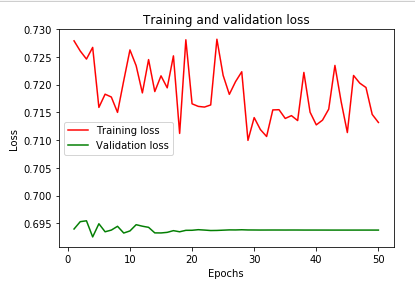 Training and validation loss
0.730
0.725
0.720
0.715
0.710
0.705
0.700
0.695
Loss
Training loss
Validation loss
0 10 20 30 40 50
Epochs